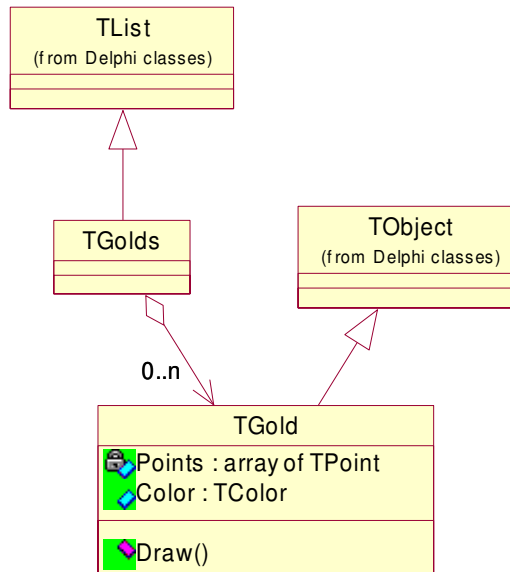 TList
(from Delphi classes)
TGolds
TObject
(from Delphi classes)
0..n
TGold
Points : array of TPoint
Color : TColor
Draw()